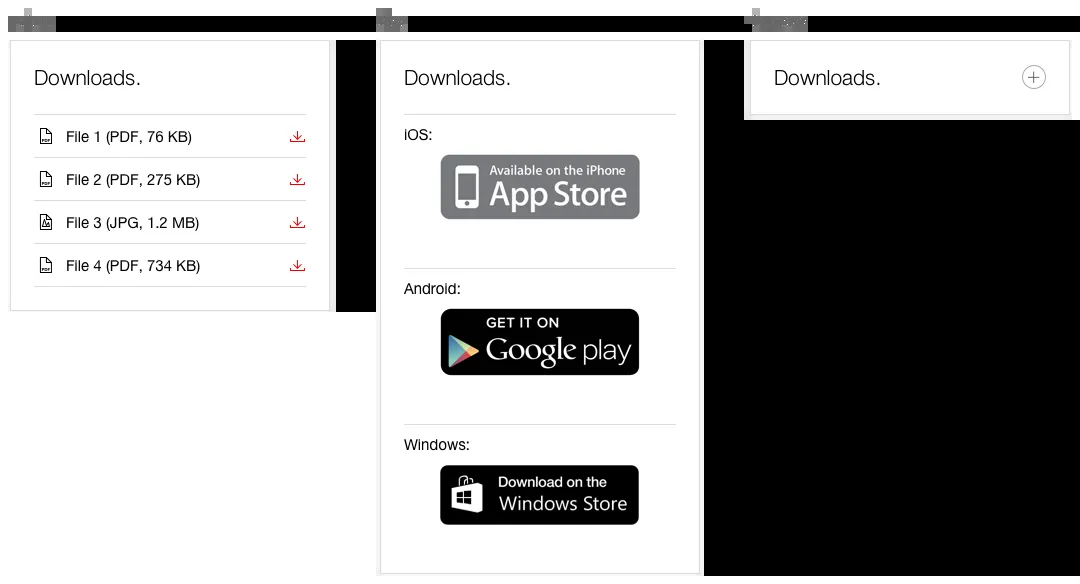 Downloads.
File 1 (PDF, 76 KB)
File 2 (PDF, 275 KB)
File 3 (JPG, 1.2 MB)
File 4 (PDF, 734 KB)
Downloads.
iOS:
Available on the iPhone
App Store
Android:
GET IT ON
Google play
Windows:
Download on the
Windows Store
Downloads.